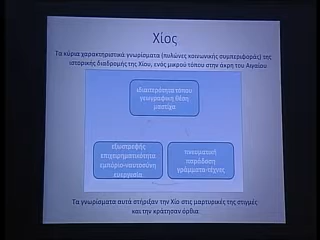 Χίος
Τα κύρια χαρακτηριστικά γνωρίσματα (πυλώνες κοινωνικής συμπεριφοράς) της
ιστορικής διαδρομής της Χίου, ενός μικρού τόπου στην άκρη του Αιγαίου
ιδιαιτερότητα τόπου
γεωγραφικη θέση
μαστίχα
εξωστρεφής
επιχειρηματικότητα
εμπόριο-ναυτοσύνη
ευεργεσία
πνευματική
παράδοση
γράμματα-τέχνες
Τα γνωρίσματα αυτά στήριξαν την Χίο στις μαρτυρικές της στιγμές
και την κράτησαν όρθια